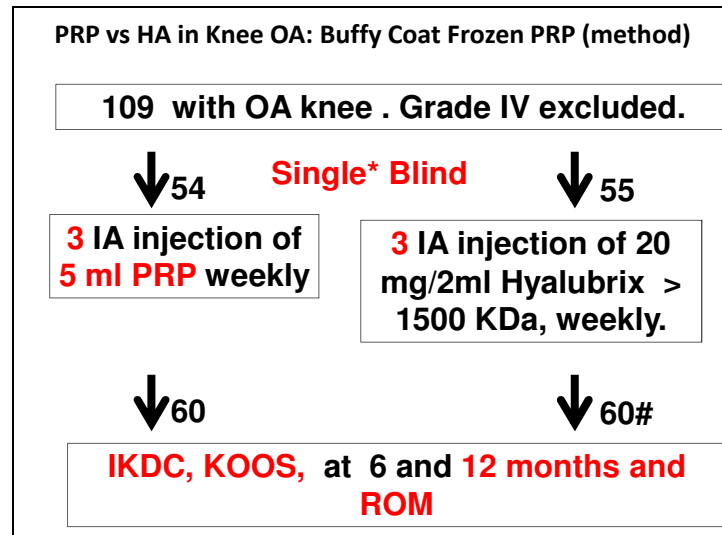 PRP vs HA in Knee OA: Buffy Coat Frozen PRP (method)
109 with OA knee . Grade IV excluded.
Single* Blind
54
55
3 IA injection of
5 ml PRP weekly
3 IA injection of 20
mg/2ml Hyalubrix >
1500 KDa, weekly.
60
60#
IKDC, KOOS, at 6 and 12 months and
ROM